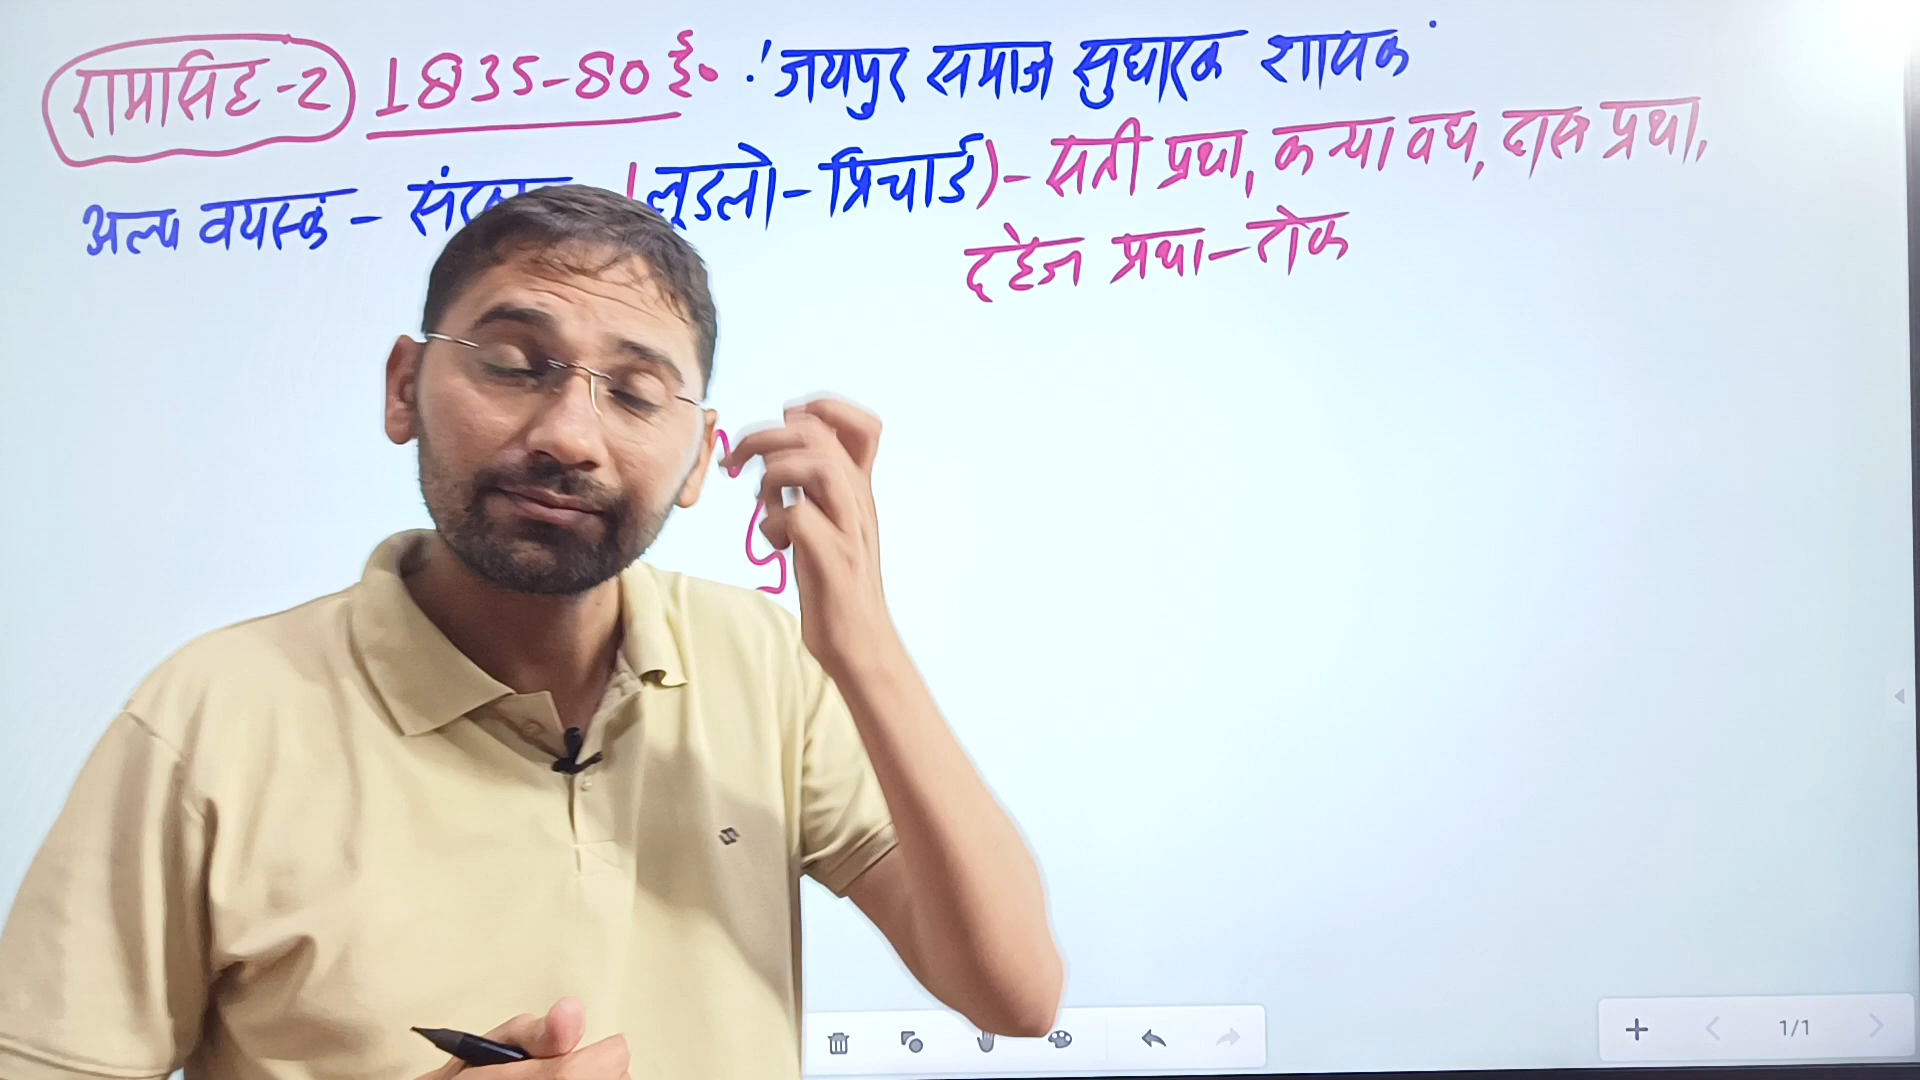 रामसिंह-2 1835-80 ई. 'जयपुर समाज सुधारक शासक'
अल्प वयस्क - (लूडलो-प्रिचार्ड)- सती प्रथा, कन्या वध, दास प्रथा,
दहेज प्रथा-रोक
1/1